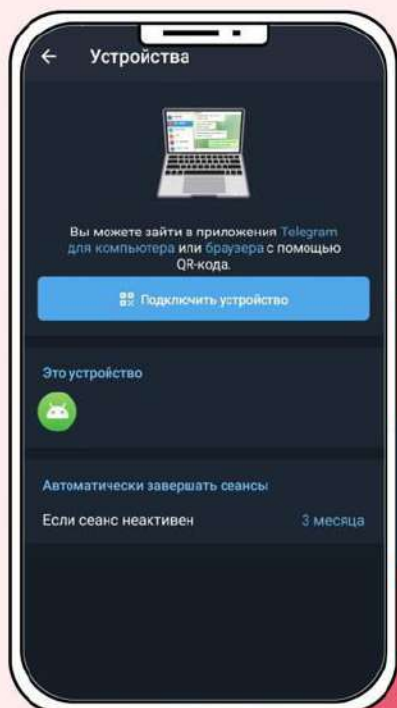 Устройства
Вы можете зайти в приложения Telegram
для компьютера или браузера с помощью
QR-кода.
Подключить устройство
Это устройство
Автоматически завершать сеансы
Если сеанс неактивен 3 месяца